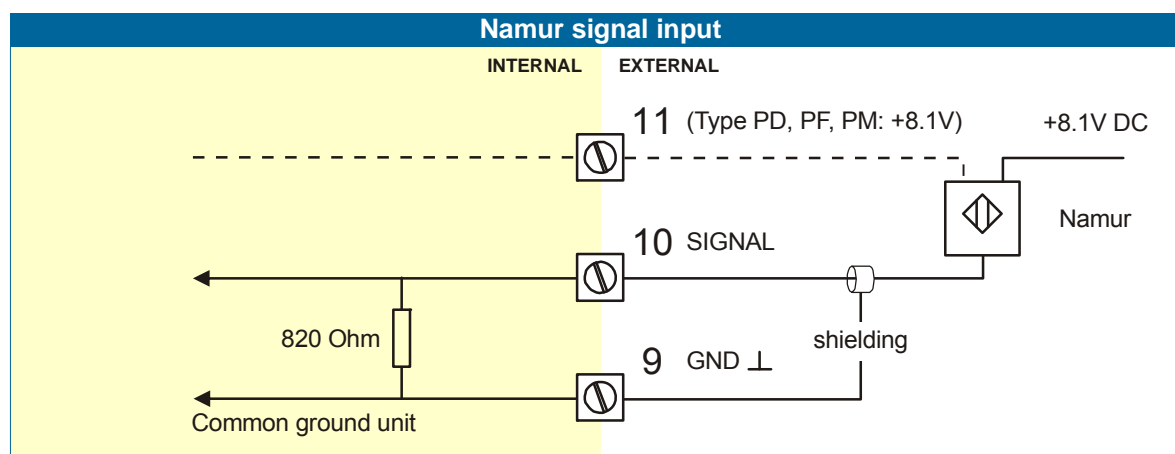 Namur signal input
INTERNAL EXTERNAL
11 (Type PD, PF, PM: +8.1V) +8.1V DC
Namur
10 SIGNAL
820 Ohm
shielding
9 GND ⊥
Common ground unit